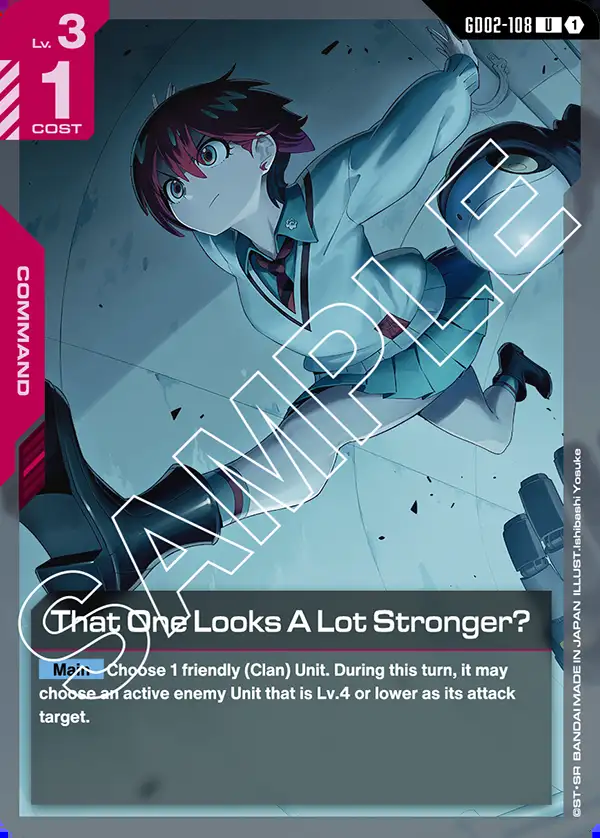 Lv. 3
1
COST
GD02-108 U 1
COMMAND
SAMPLE
That One Looks A Lot Stronger?
Main Choose 1 friendly (Clan) Unit. During this turn, it may
choose an active enemy Unit that is Lv.4 or lower as its attack
target.
©ST・SR BANDAI MADE IN JAPAN ILLUST.Ishibashi Yosuke